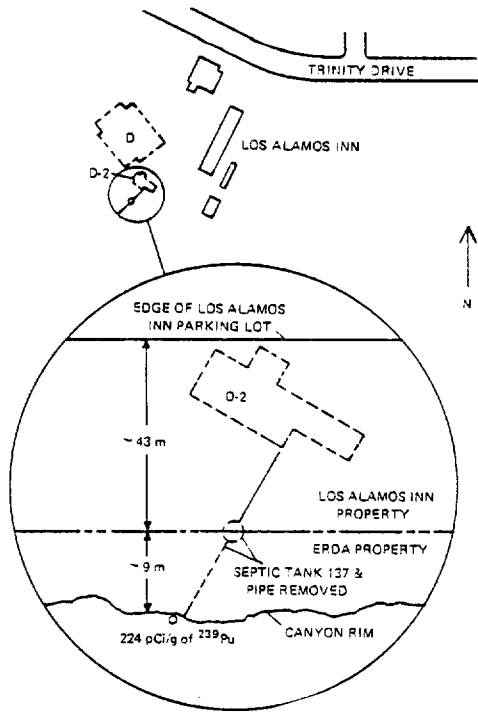 TRINITY DRIVE
D
LOS ALAMOS INN
D-2
N
EDGE OF LOS ALAMOS
INN PARKING LOT
D-2
~ 43 m
LOS ALAMOS INN
PROPERTY
ERDA PROPERTY
~ 9 m
SEPTIC TANK 137 &
PIPE REMOVED
224 pCi/g of 239Pu
CANYON RIM